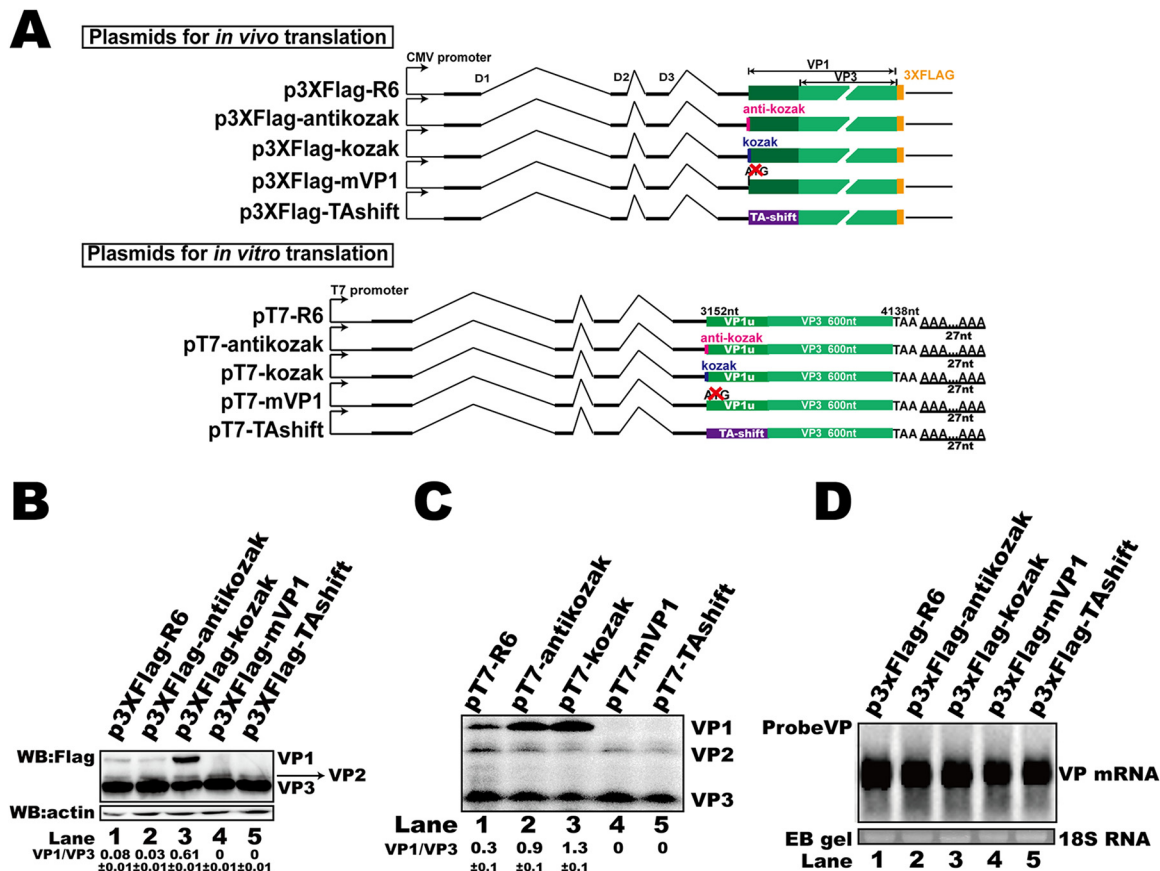 A
Plasmids for in vivo translation
CMV promoter
D1
D2
D3
VP1
VP3
3XFLAG
p3XFlag-R6
anti-kozak
p3XFlag-antikozak
kozak
p3XFlag-kozak
ATG
p3XFlag-mVP1
p3XFlag-TAshift
TA-shift
Plasmids for in vitro translation
T7 promoter
3152nt
4138nt
pT7-R6
VP1u
VP3 600nt
TAA AAA...AAA
27nt
anti-kozak
pT7-antikozak
VP1u
VP3 600nt
TAA AAA...AAA
27nt
kozak
pT7-kozak
VP1u
VP3 600nt
TAA AAA...AAA
27nt
ATG
pT7-mVP1
VP1u
VP3 600nt
TAA AAA...AAA
27nt
pT7-TAshift
TA-shift
VP3 600nt
TAA AAA...AAA
27nt
B
p3XFlag-R6
p3XFlag-antikozak
p3XFlag-kozak
p3XFlag-mVP1
p3XFlag-TAshift
WB:Flag
VP1
VP2
VP3
WB:actin
Lane 1 2 3 4 5
VP1/VP3 0.08 0.03 0.61 0 0
±0.01 ±0.01 ±0.01 ±0.01 ±0.01
C
pT7-R6
pT7-antikozak
pT7-kozak
pT7-mVP1
pT7-TAshift
VP1
VP2
VP3
Lane 1 2 3 4 5
VP1/VP3 0.3 0.9 1.3 0 0
±0.1 ±0.1 ±0.1
D
p3xFlag-R6
p3xFlag-antikozak
p3xFlag-kozak
p3xFlag-mVP1
p3xFlag-TAshift
ProbeVP
VP mRNA
EB gel
18S RNA
Lane 1 2 3 4 5